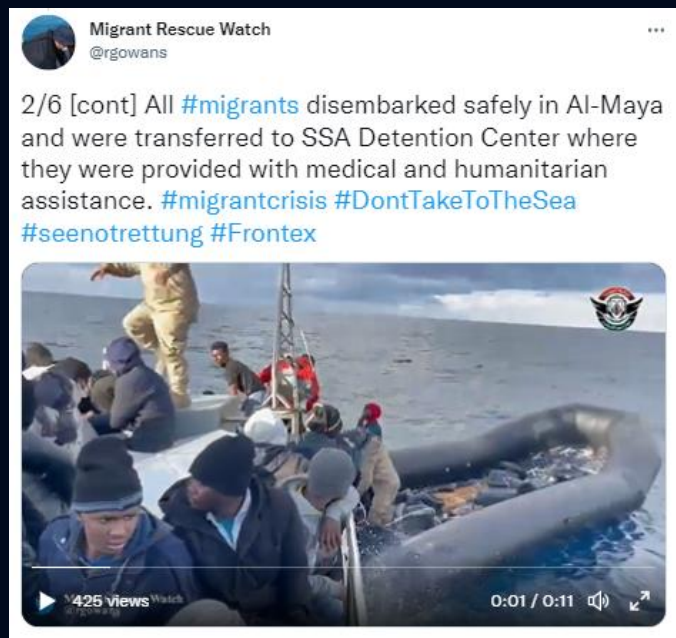 Migrant Rescue Watch
@rgowans
2/6 [cont] All #migrants disembarked safely in Al-Maya
and were transferred to SSA Detention Center where
they were provided with medical and humanitarian
assistance. #migrantcrisis #DontTakeToTheSea
#seenotrettung #Frontex
425 views
0:01 / 0:11